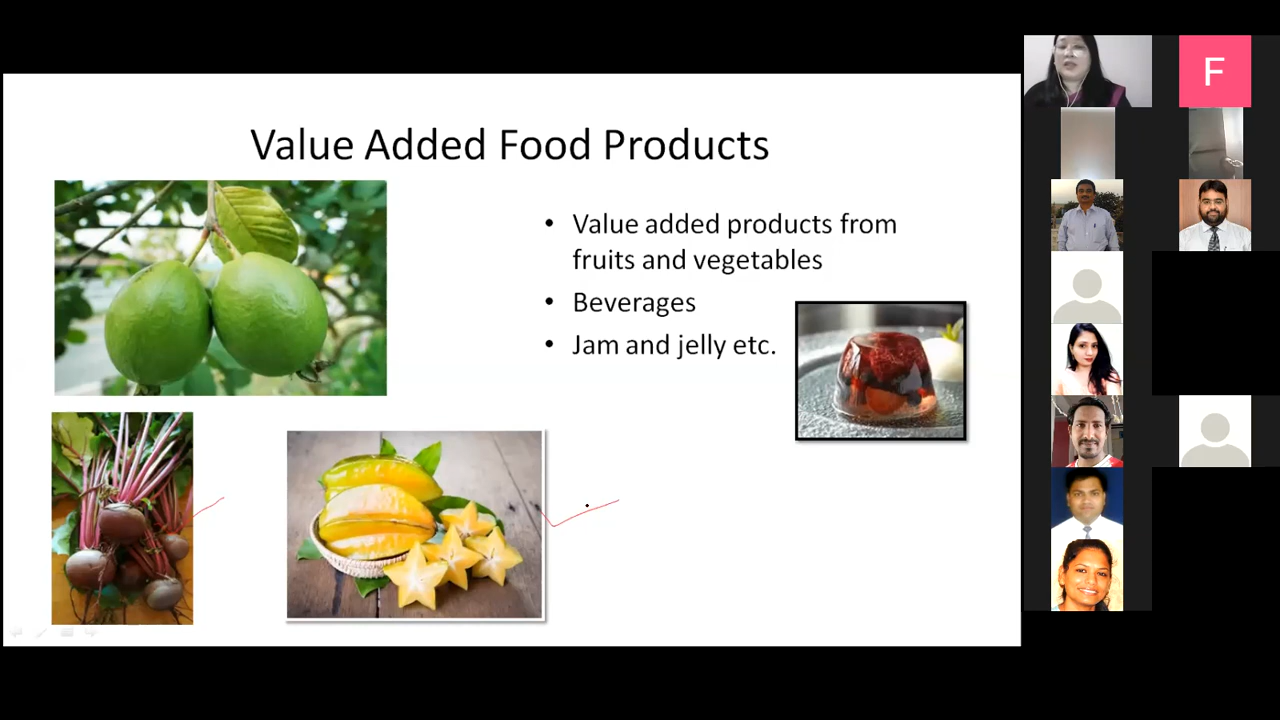 Value Added Food Products
• Value added products from
fruits and vegetables
• Beverages
• Jam and jelly etc.
F